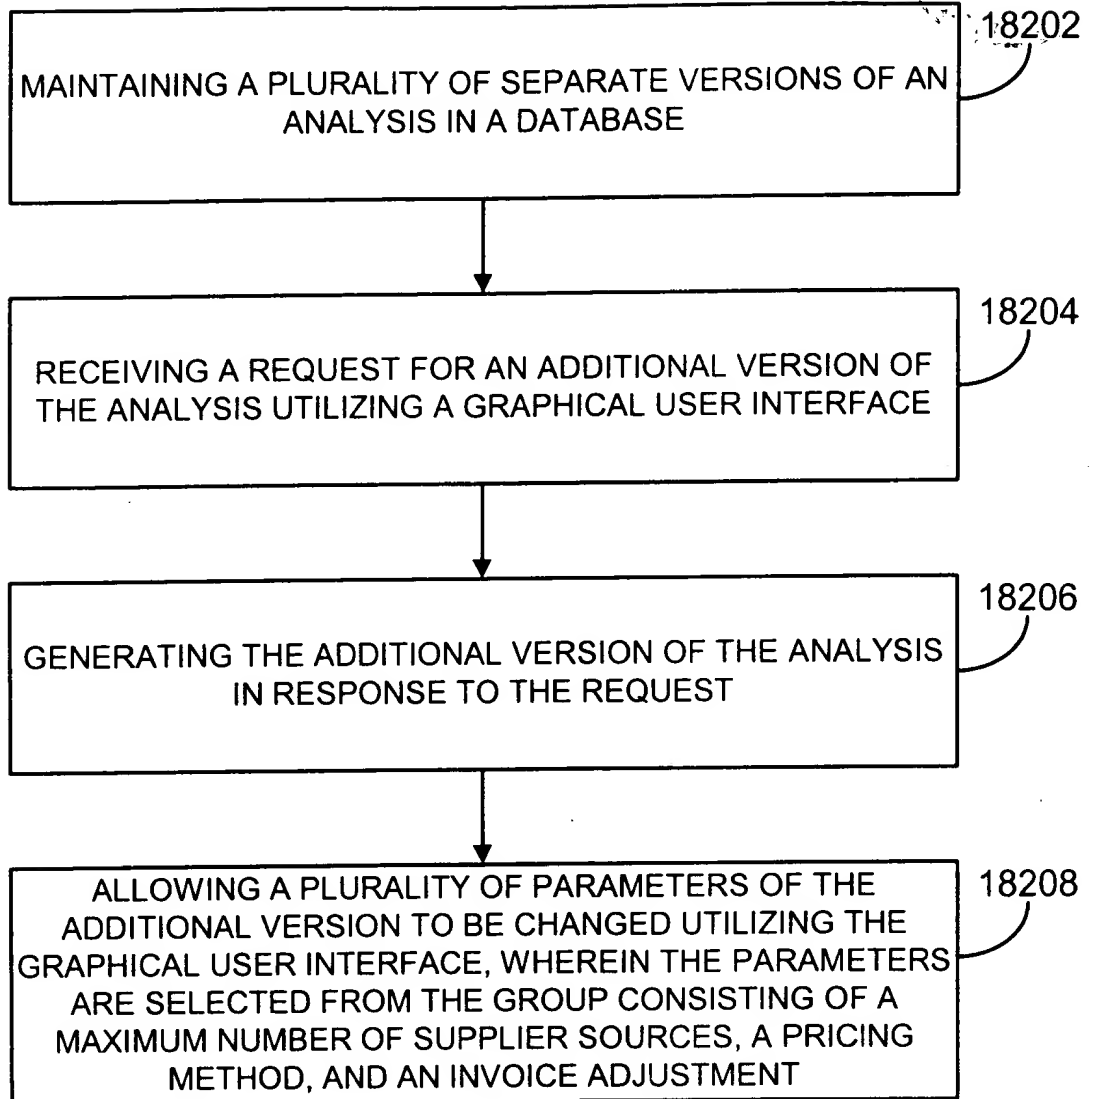 18202
MAINTAINING A PLURALITY OF SEPARATE VERSIONS OF AN
ANALYSIS IN A DATABASE
18204
RECEIVING A REQUEST FOR AN ADDITIONAL VERSION OF
THE ANALYSIS UTILIZING A GRAPHICAL USER INTERFACE
18206
GENERATING THE ADDITIONAL VERSION OF THE ANALYSIS
IN RESPONSE TO THE REQUEST
18208
ALLOWING A PLURALITY OF PARAMETERS OF THE
ADDITIONAL VERSION TO BE CHANGED UTILIZING THE
GRAPHICAL USER INTERFACE, WHEREIN THE PARAMETERS
ARE SELECTED FROM THE GROUP CONSISTING OF A
MAXIMUM NUMBER OF SUPPLIER SOURCES, A PRICING
METHOD, AND AN INVOICE ADJUSTMENT